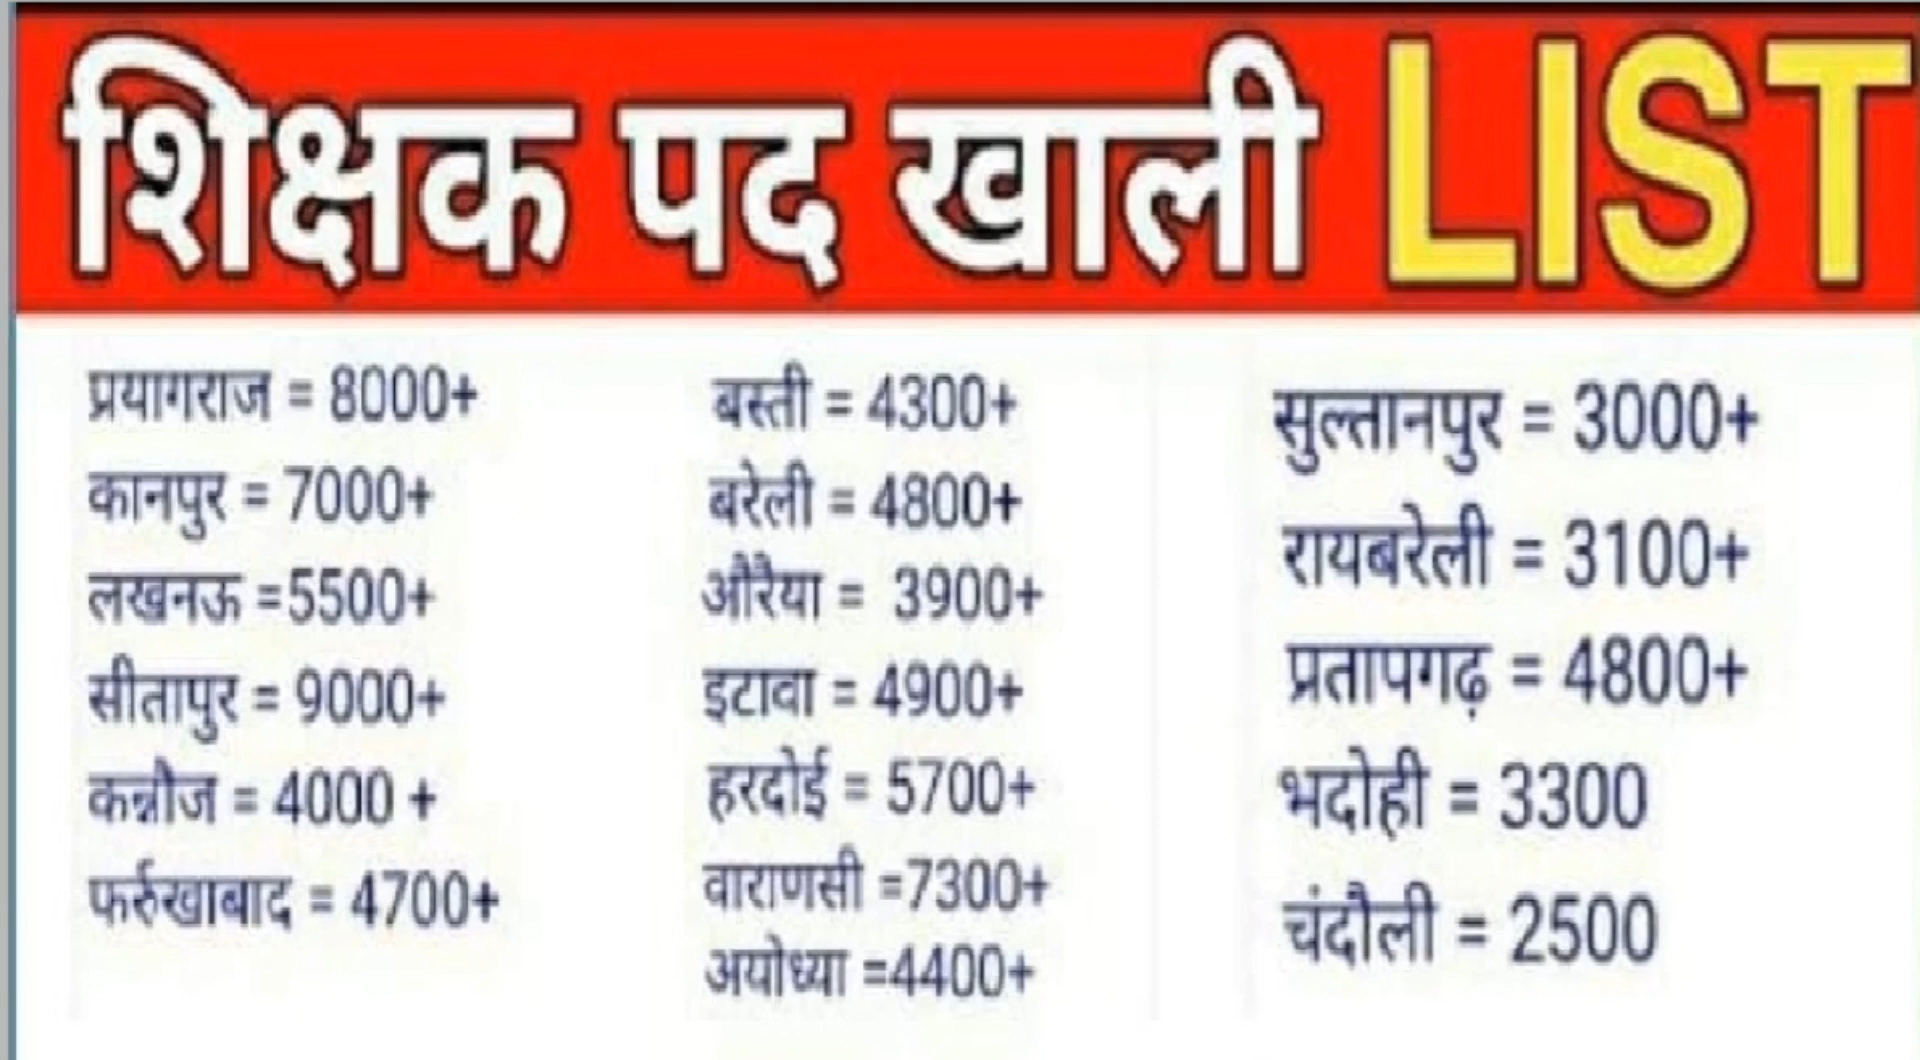 शिक्षक पद खाली LIST
प्रयागराज = 8000+
कानपुर = 7000+
लखनऊ =5500+
सीतापुर = 9000+
कन्नौज = 4000 +
फर्रुखाबाद = 4700+
बस्ती = 4300+
बरेली = 4800+
औरैया = 3900+
इटावा = 4900+
हरदोई = 5700+
वाराणसी =7300+
अयोध्या =4400+
सुल्तानपुर = 3000+
रायबरेली = 3100+
प्रतापगढ़ = 4800+
भदोही = 3300
चंदौली = 2500